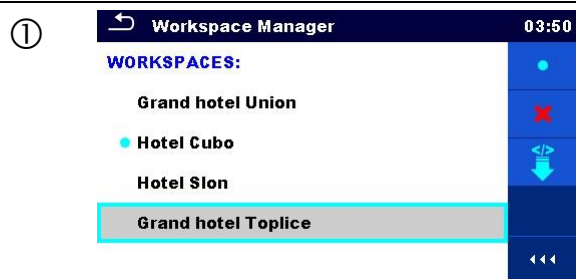 ①
Workspace Manager 03:50
WORKSPACES:
Grand hotel Union
Hotel Cubo
Hotel Slon
Grand hotel Toplice
</>